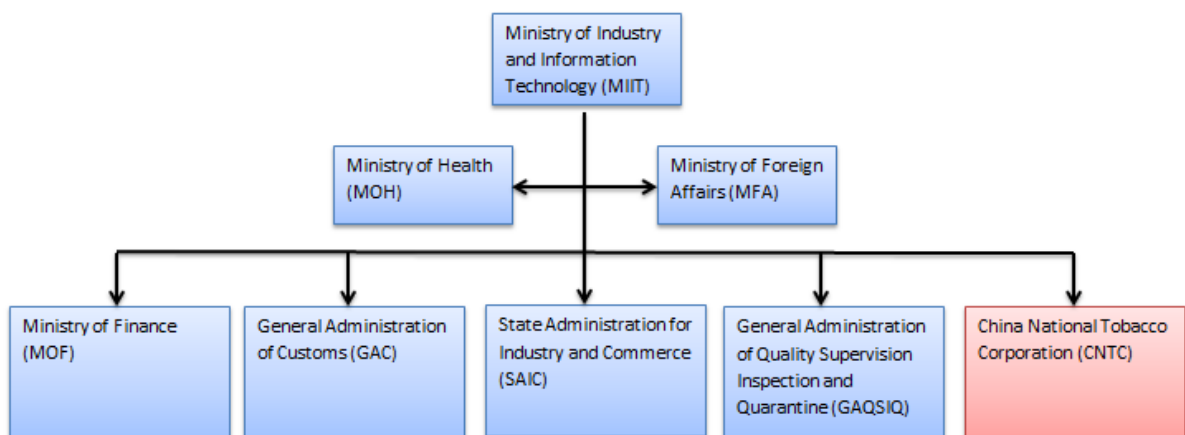 Ministry of Industry
and Information
Technology (MIIT)
Ministry of Health
(MOH)
Ministry of Foreign
Affairs (MFA)
Ministry of Finance
(MOF)
General Administration
of Customs (GAC)
State Administration for
Industry and Commerce
(SAIC)
General Administration
of Quality Supervision
Inspection and
Quarantine (GAQSIQ)
China National Tobacco
Corporation (CNTC)